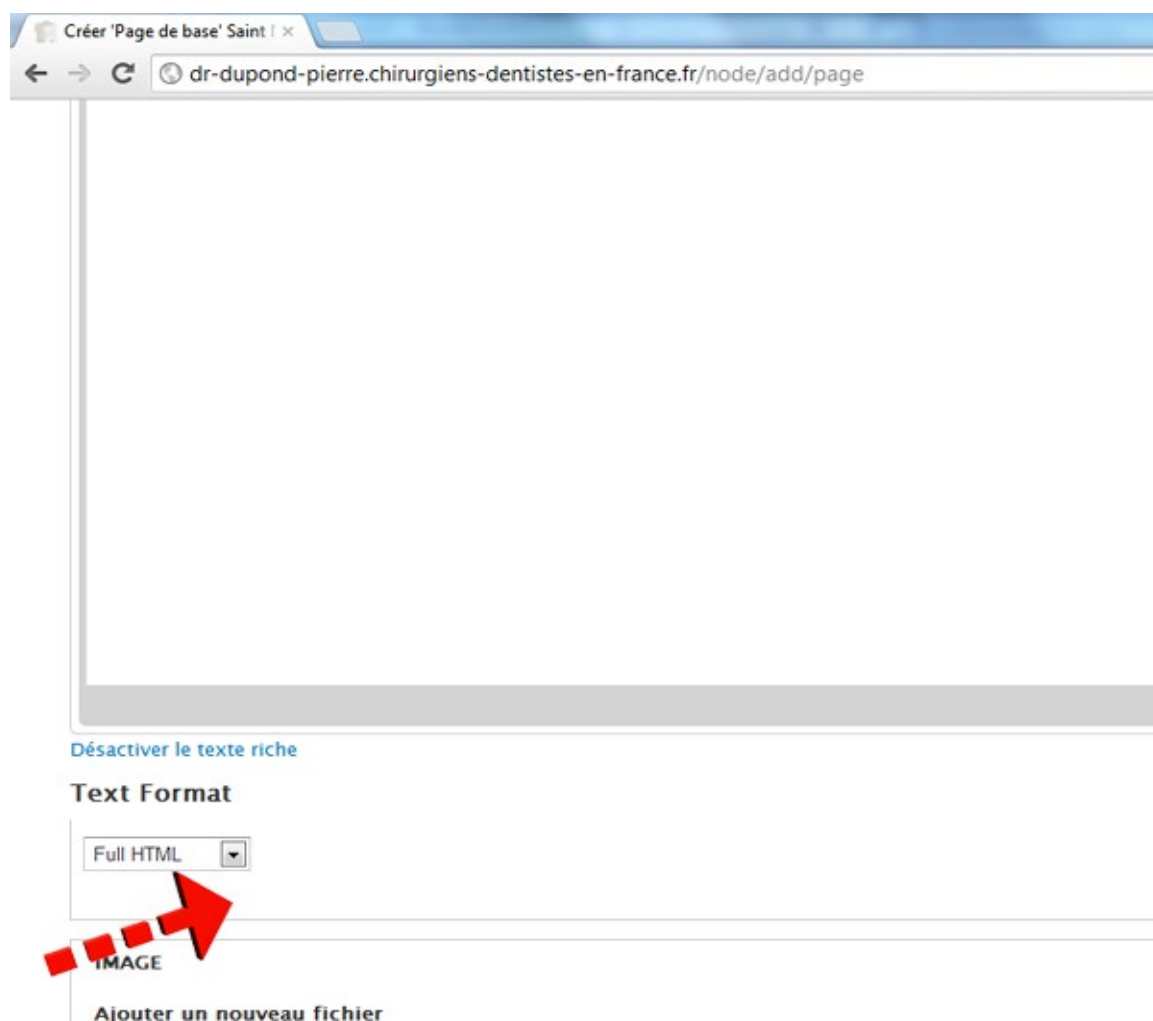 Créer 'Page de base' Saint
dr-dupond-pierre.chirurgiens-dentistes-en-france.fr/node/add/page
Désactiver le texte riche
Text Format
Full HTML
IMAGE
Ajouter un nouveau fichier